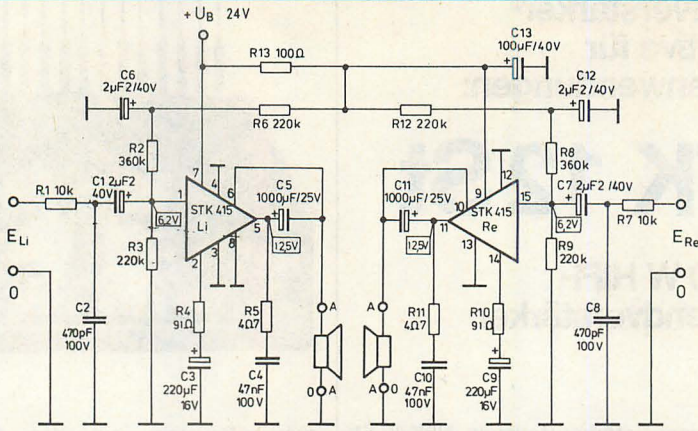 +UB 24V
R13 100Ω
C13
100µF/40V
C6
2µF2/40V
C12
2µF2/40V
R6 220k
R12 220k
R2
360k
R8
360k
R1 10k
C1 2µF2
40V
C5
1000µF/25V
C11
1000µF/25V
C7 2µF2/40V
R7 10k
7
4
6
1
STK 415
Li
5
2
3
8
6,2V
12,5V
12
9
10
STK 415
Re
15
11
13
14
12,5V
6,2V
ELi
0
ERe
0
R3
220k
R9
220k
R4
91Ω
R5
4Ω7
R11
4Ω7
R10
91Ω
A
A
0
A
A
0
C2
470pF
100V
C3
220µF
16V
C4
47nF
100V
C10
47nF
100V
C9
220µF
16V
C8
470pF
100V